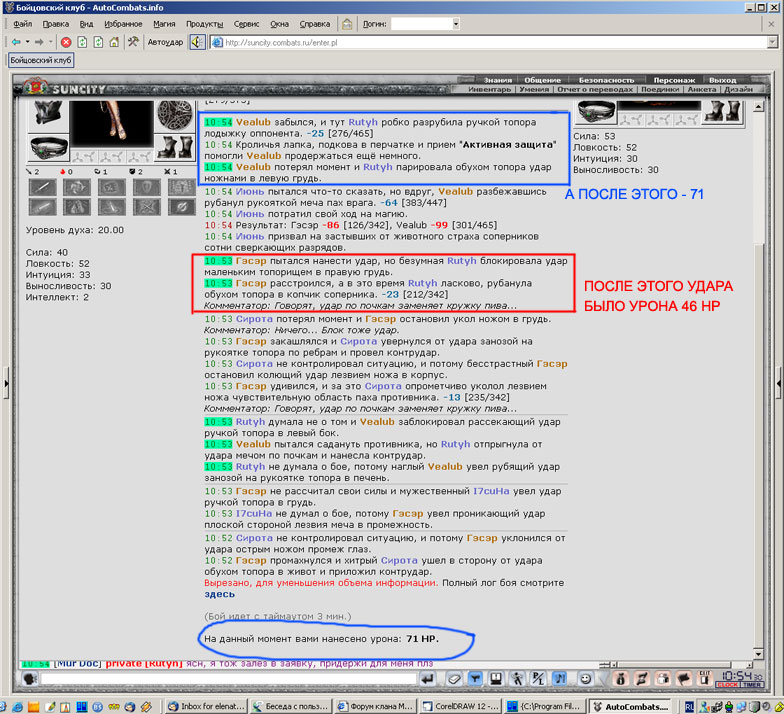 Бойцовский клуб - AutoCombats.info
Файл Правка Вид Избранное Магия Продукты Сервис Окна Справка Логин:
Автоудар http://suncity.combats.ru/enter.pl
Бойцовский клуб
SUNCITY
Знания Общение Безопасность Персонаж Выход
Инвентарь Умения Отчет о переводах Поединки Анкета Дизайн
10:54 Vealub забылся, и тут Rutyh робко разрубила ручкой топора
лодыжку оппонента. -25 [276/465]
10:54 Кроличья лапка, подкова в перчатке и прием "Активная защита"
помогли Vealub продержаться ещё немного.
10:54 Vealub потерял момент и Rutyh парировала обухом топора удар
ножнами в левую грудь.
Сила: 53
Ловкость: 52
Интуиция: 30
Выносливость: 30
А ПОСЛЕ ЭТОГО - 71
2 0 1 2 1
Уровень духа: 20.00
Сила: 40
Ловкость: 52
Интуиция: 33
Выносливость: 30
Интеллект: 2
10:54 Июнь пытался что-то сказать, но вдруг, Vealub разбежавшись
рубанул рукояткой меча пах врага. -64 [383/447]
10:54 Июнь потратил свой ход на магию.
10:54 Результат: Гэсэр -86 [126/342], Vealub -99 [301/465]
10:54 Июнь призвал на застывших от животного страха соперников
сотни сверкающих разрядов.
10:53 Гэсэр пытался нанести удар, но безумная Rutyh блокировала удар
маленьким топорищем в правую грудь.
10:53 Гэсэр расстроился, а в это время Rutyh ласково, рубанула
обухом топора в копчик соперника. -23 [212/342]
Комментатор: Говорят, удар по почкам заменяет кружку пива...
ПОСЛЕ ЭТОГО УДАРА
БЫЛО УРОНА 46 HP
10:53 Сирота потерял момент и Гэсэр остановил укол ножом в грудь.
Комментатор: Ничего... Блок тоже удар.
10:53 Гэсэр закашлялся и Сирота увернулся от удара занозой на
рукоятке топора по ребрам и провел контрудар.
10:53 Сирота не контролировал ситуацию, и потому бесстрастный Гэсэр
остановил колющий удар лезвием ножа в корпус.
10:53 Гэсэр удивился, и за это Сирота опрометчиво уколол лезвием
ножа чувствительную область паха противника. -13 [235/342]
Комментатор: Говорят, удар по почкам заменяет кружку пива...
10:53 Rutyh думала не о том и Vealub заблокировал рассекающий удар
ручкой топора в левый бок.
10:53 Vealub пытался садануть противника, но Rutyh отпрыгнула от
удара мечом по почкам и нанесла контрудар.
10:53 Rutyh не думала о бое, потому наглый Vealub увел рубящий удар
занозой на рукоятке топора в печень.
10:53 Гэсэр не рассчитал свои силы и мужественный I7cuHa увел удар
ручкой топора в грудь.
10:53 I7cuHa не думал о бое, потому Гэсэр увел проникающий удар
плоской стороной лезвия меча в промежность.
10:52 Сирота не контролировал ситуацию, и потому Гэсэр уклонился от
удара острым ножом промеж глаз.
10:52 Гэсэр промахнулся и хитрый Сирота ушел в сторону от удара
обухом топора в живот и приложил контрудар.
Вырезано, для уменьшения объема информации. Полный лог боя смотрите
здесь
(Бой идет с таймаутом 3 мин.)
На данный момент вами нанесено урона: 71 HP.
10:54 [Mur Doc] private [Rutyh] ясн, я тож залез в заявку, придержи для меня плз
10:54 30
CLOCK TIMER
Inbox for elenat... Беседа с польз... Форум клана М... CorelDRAW 12 - ... {C:\Program Fil... AutoCombats.... RL